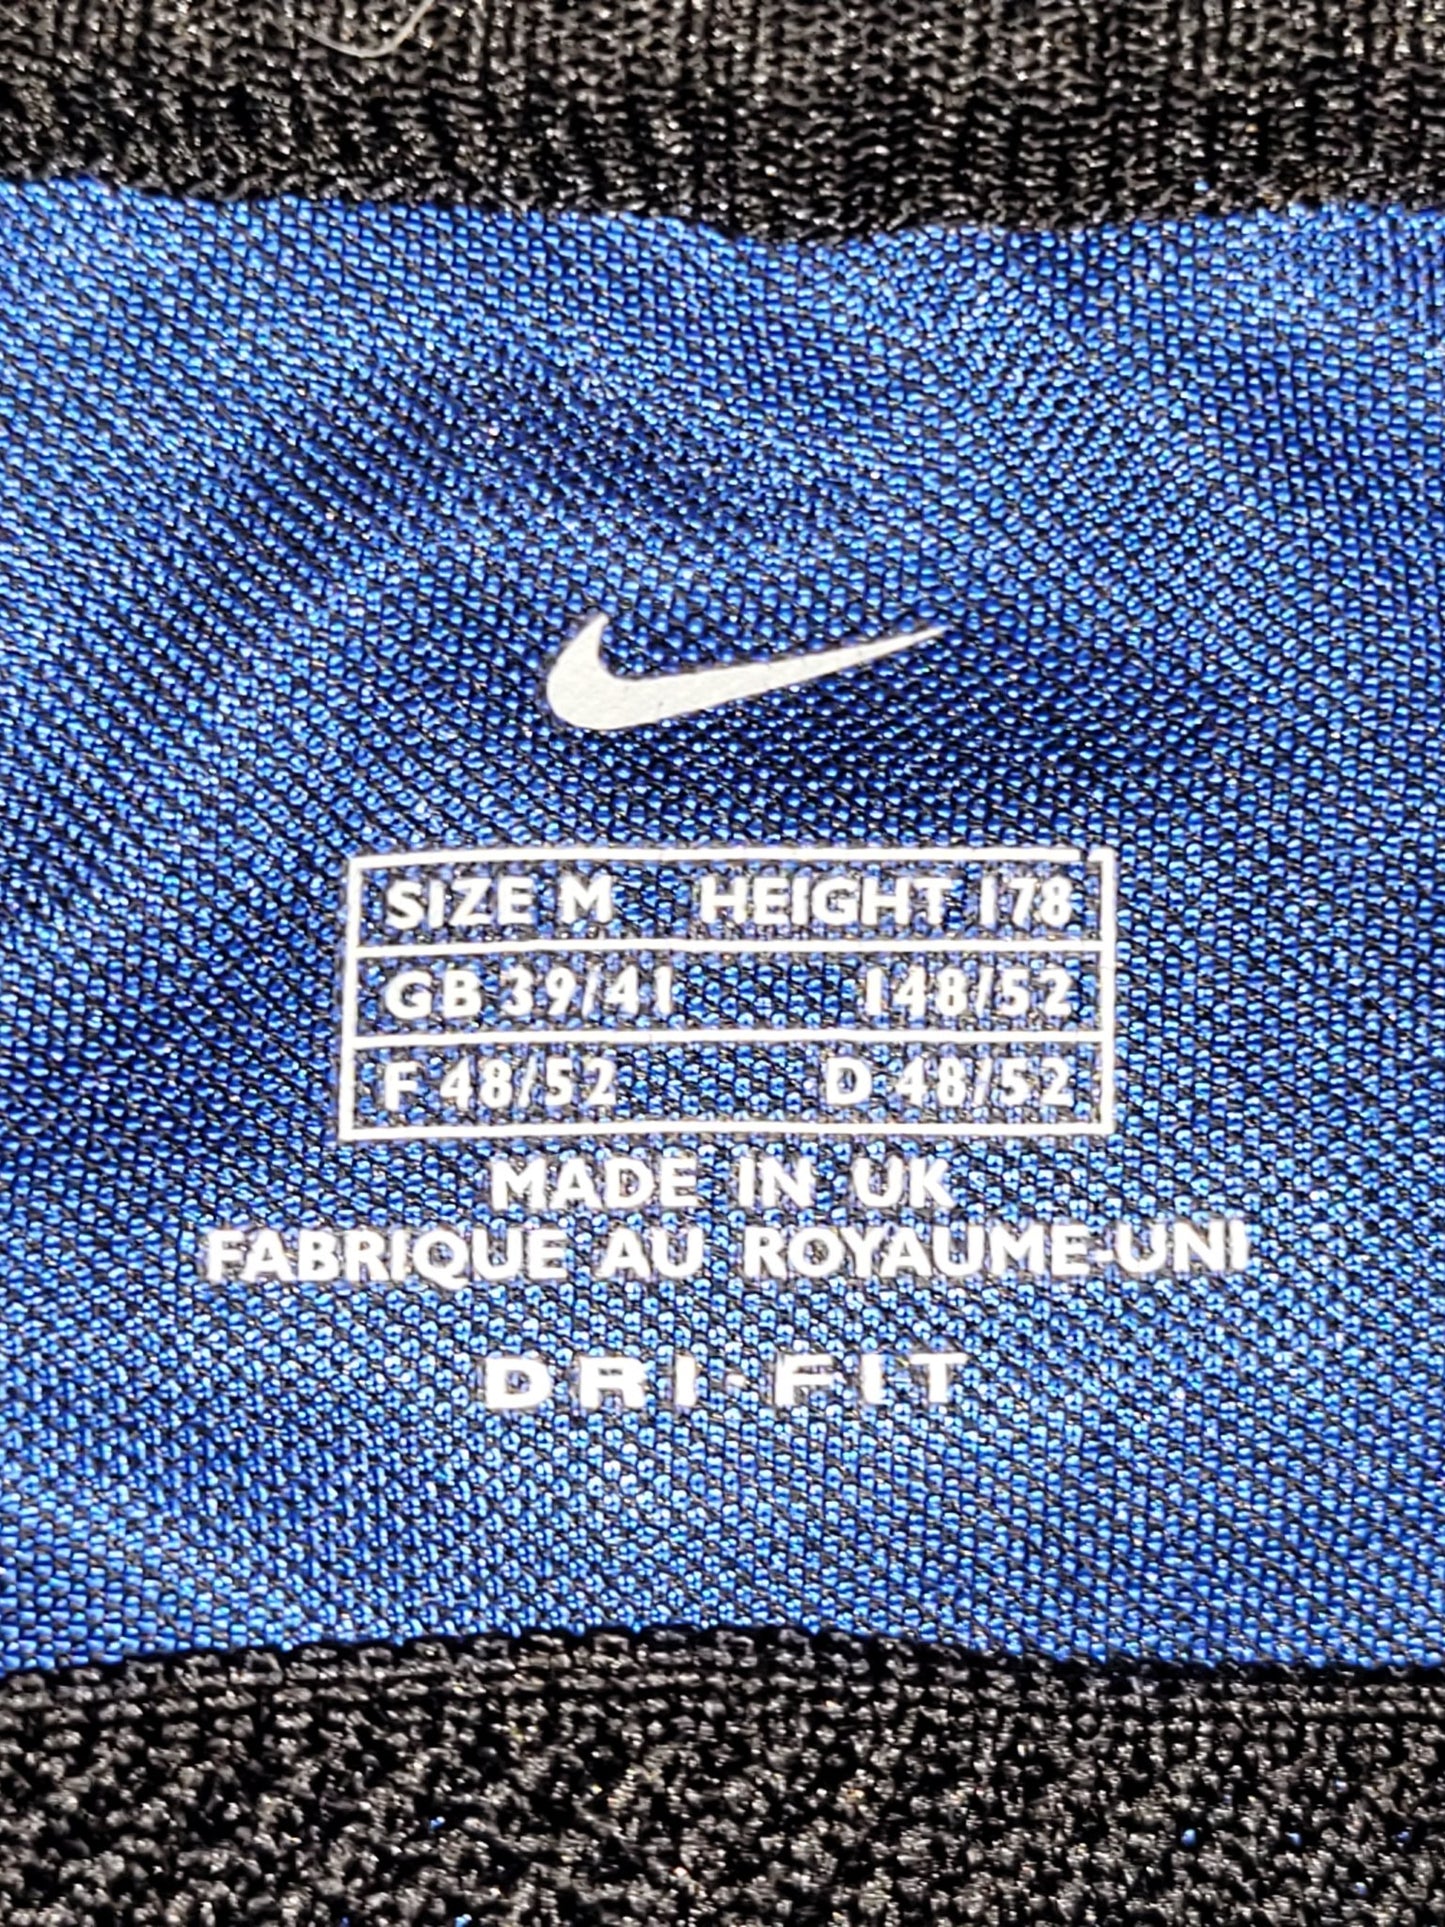 SIZE M HEIGHT 178
GB 39/41 I 48/52
F 48/52 D 48/52
MADE IN UK
FABRIQUE AU ROYAUME-UNI
DRI-FIT